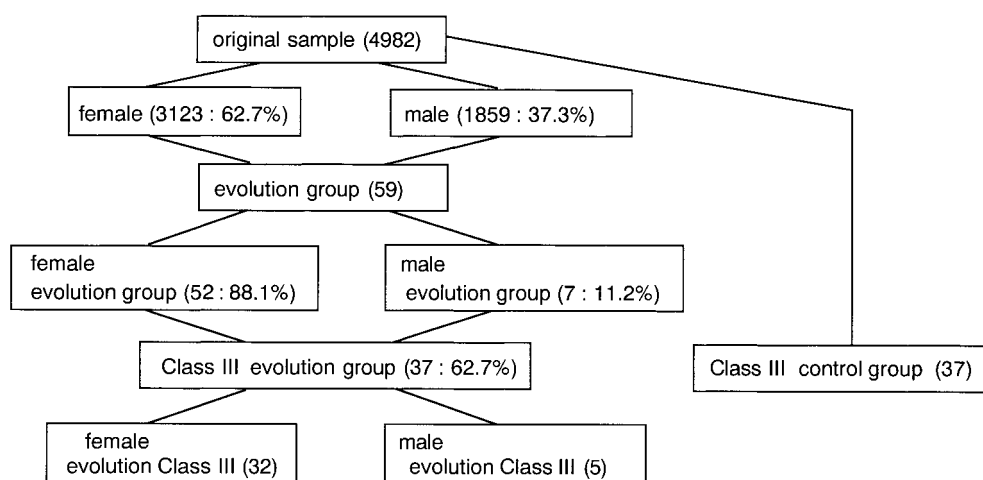 original sample (4982)
female (3123 : 62.7%)
male (1859 : 37.3%)
evolution group (59)
female
evolution group (52 : 88.1%)
male
evolution group (7 : 11.2%)
Class III evolution group (37 : 62.7%)
Class III control group (37)
female
evolution Class III (32)
male
evolution Class III (5)